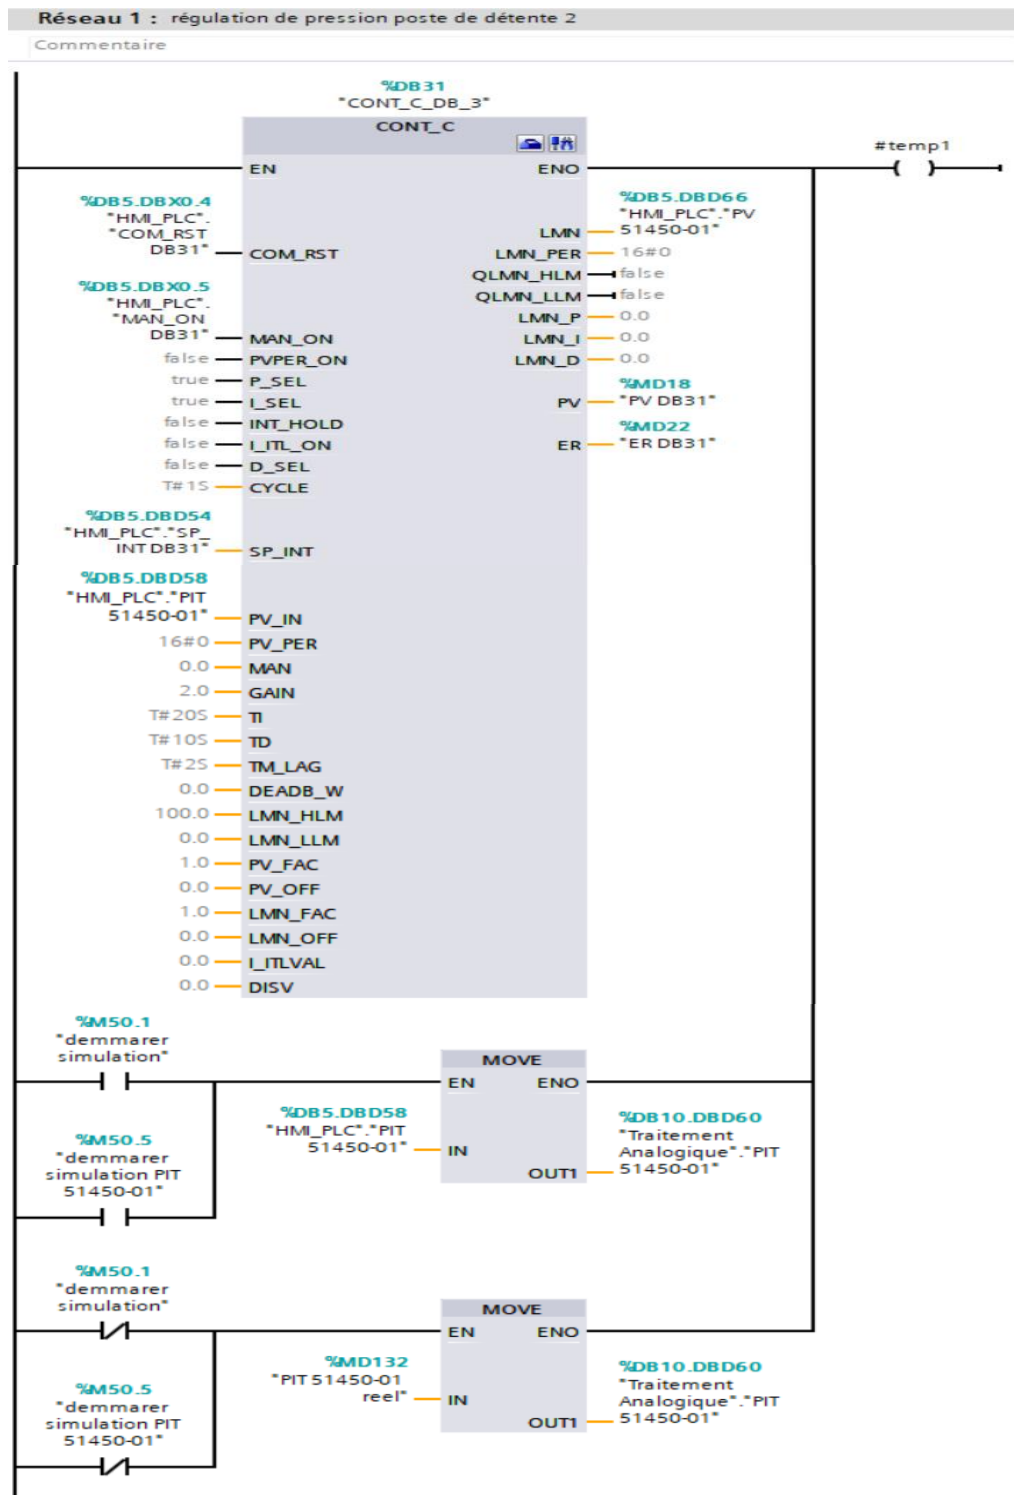 Réseau 1 : régulation de pression poste de détente 2
Commentaire
%DB31
"CONT_C_DB_3"
CONT_C
#temp1
EN
ENO
%DB5.DBX0.4
"HMI_PLC".
"COM_RST
DB31"
COM_RST
%DB5.DBD66
"HMI_PLC"."PV
51450-01"
LMN
LMN_PER
16#0
QLMN_HLM
false
%DB5.DBX0.5
"HMI_PLC".
"MAN_ON
DB31"
MAN_ON
QLMN_LLM
false
LMN_P
0.0
LMN_I
0.0
false
PVPER_ON
LMN_D
0.0
true
P_SEL
%MD18
"PV DB31"
true
I_SEL
PV
false
INT_HOLD
%MD22
"ER DB31"
false
I_ITL_ON
ER
false
D_SEL
T#1S
CYCLE
%DB5.DBD54
"HMI_PLC"."SP_
INT DB31"
SP_INT
%DB5.DBD58
"HMI_PLC"."PIT
51450-01"
PV_IN
16#0
PV_PER
0.0
MAN
2.0
GAIN
T#20S
TI
T#10S
TD
T#2S
TM_LAG
0.0
DEADB_W
100.0
LMN_HLM
0.0
LMN_LLM
1.0
PV_FAC
0.0
PV_OFF
1.0
LMN_FAC
0.0
LMN_OFF
0.0
I_ITLVAL
0.0
DISV
%M50.1
"demmarer
simulation"
MOVE
EN
ENO
%DB5.DBD58
"HMI_PLC"."PIT
51450-01"
IN
%DB10.DBD60
"Traitement
Analogique"."PIT
51450-01"
OUT1
%M50.5
"demmarer
simulation PIT
51450-01"
%M50.1
"demmarer
simulation"
MOVE
EN
ENO
%MD132
"PIT 51450-01
reel"
IN
%DB10.DBD60
"Traitement
Analogique"."PIT
51450-01"
OUT1
%M50.5
"demmarer
simulation PIT
51450-01"